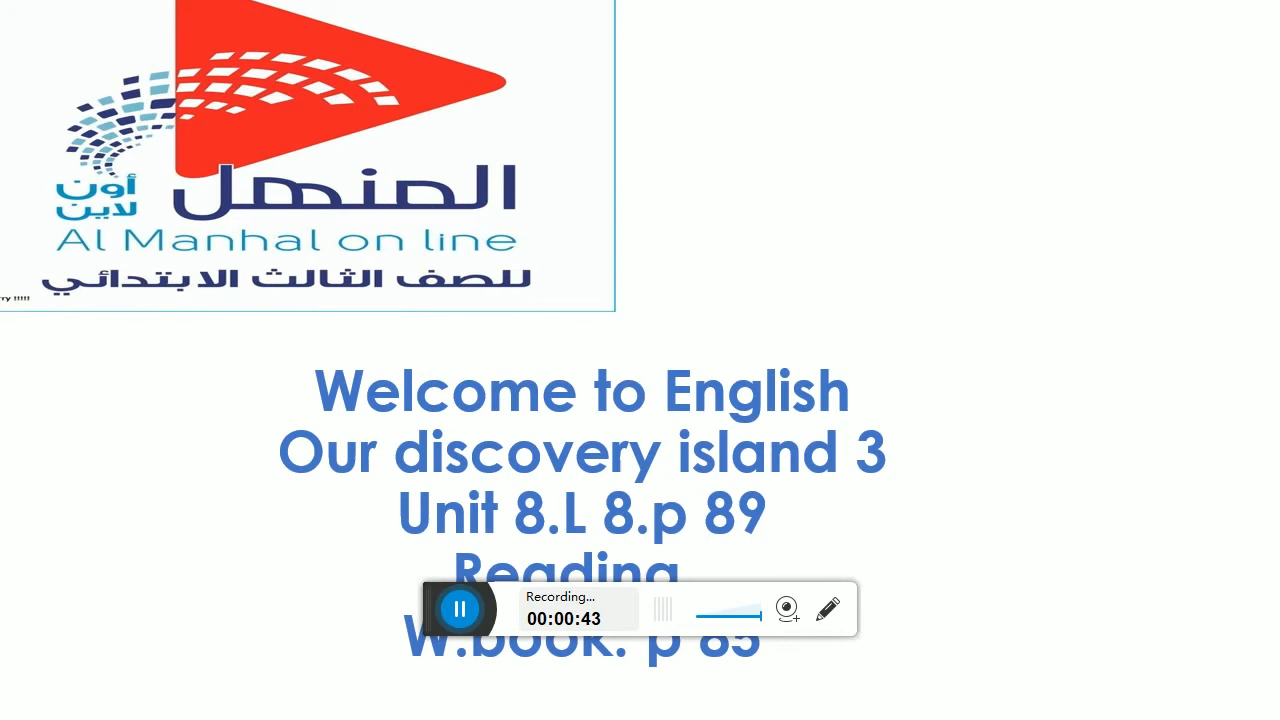 المنهل
أون
لاين
Al Manhal on line
للصف الثالث الابتدائي
!!!!!
Welcome to English
Our discovery island 3
Unit 8.L 8.p 89
Reading
Recording...
00:00:43
W.book. p 85